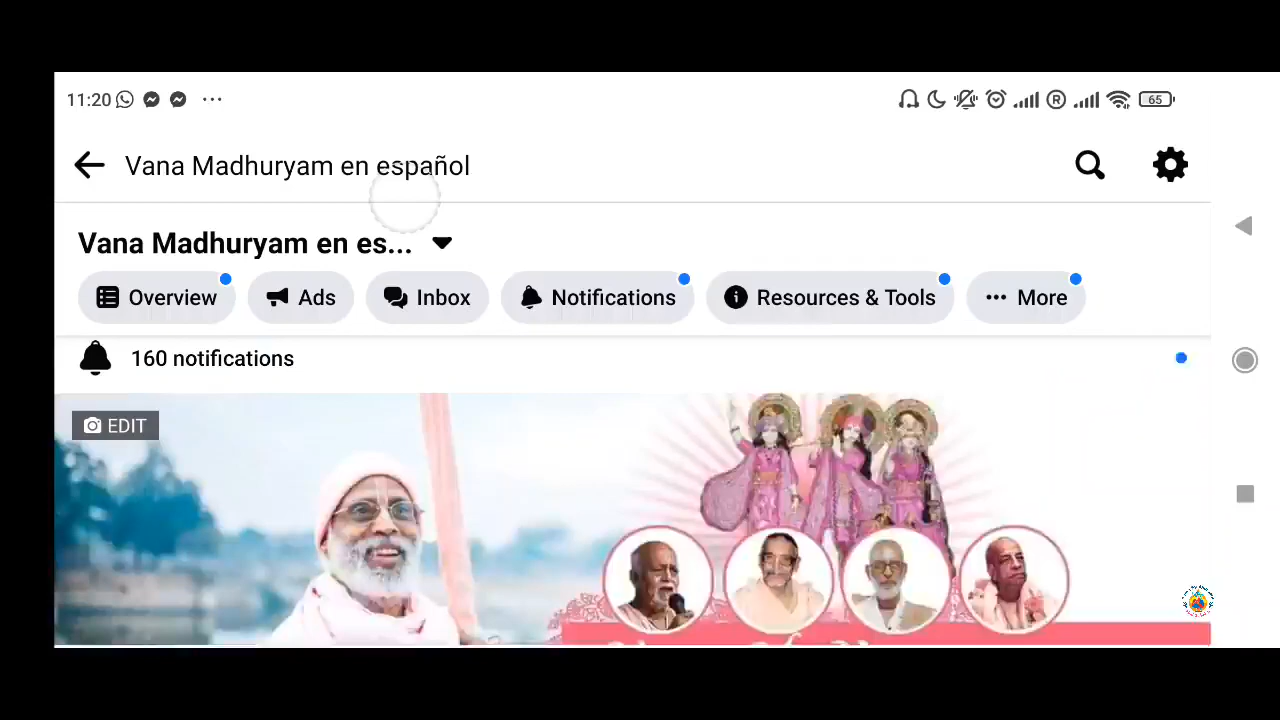 11:20
R 65
Vana Madhuryam en español
Vana Madhuryam en es...
Overview Ads Inbox Notifications Resources & Tools More
160 notifications
EDIT